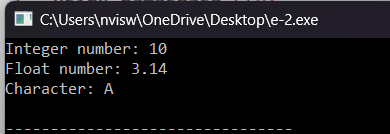 C:\Users\nvisw\OneDrive\Desktop\e-2.exe
Integer number: 10
Float number: 3.14
Character: A
--------------------------------